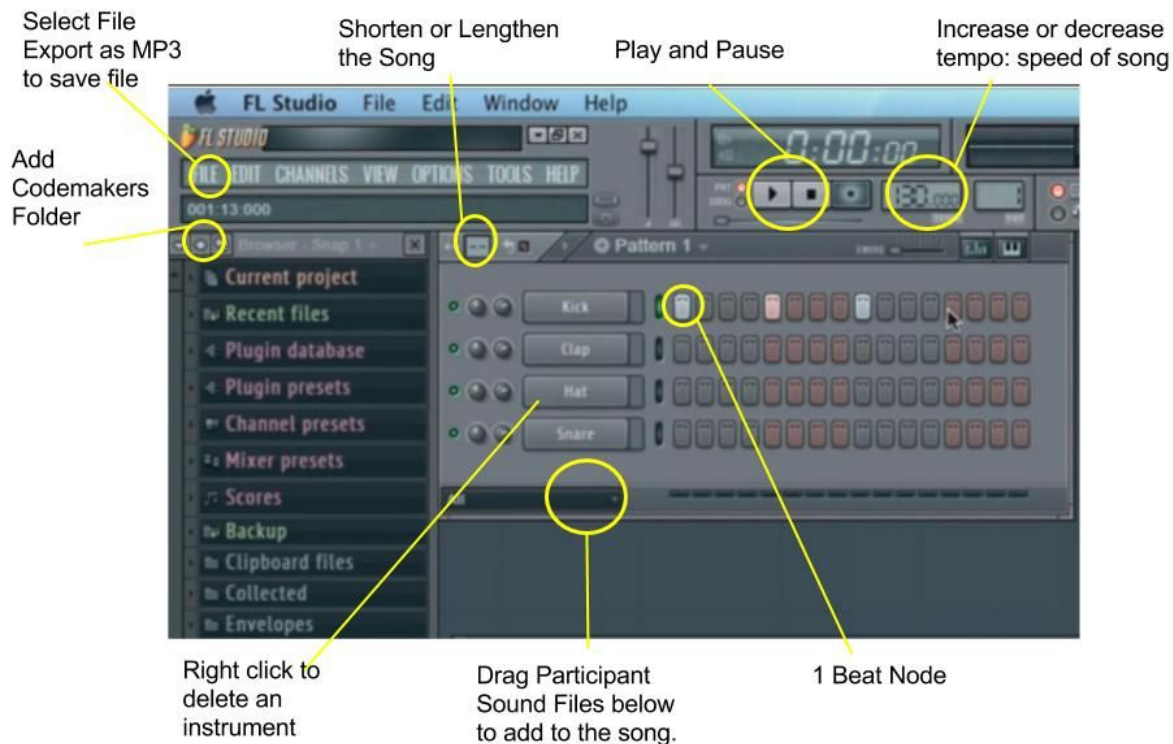 Select File
Export as MP3
to save file
Shorten or Lengthen
the Song
Play and Pause
Increase or decrease
tempo: speed of song
Add
Codemakers
Folder
FL Studio File Edit Window Help
FL STUDIO
FILE EDIT CHANNELS VIEW OPTIONS TOOLS HELP
0:00:00
130.000
1
001:13:000
Browser - Snap 1
Pattern 1
Current project
Recent files
Plugin database
Plugin presets
Channel presets
Mixer presets
Scores
Backup
Clipboard files
Collected
Envelopes
Kick
Clap
Hat
Snare
All
Right click to
delete an
instrument
Drag Participant
Sound Files below
to add to the song.
1 Beat Node